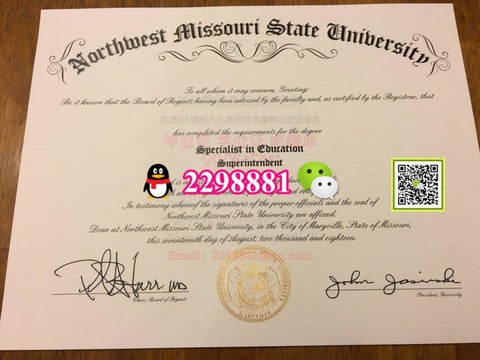 Northwest Missouri State University
To all whom it may concern, Greeting:
Be it known that the Board of Regents having been advised by the faculty and, as certified by the Registrar, that
has completed the requirements for the degree
Specialist in Education
Superintendent
2298881
In testimony whereof the signatures of the proper officials and the seal of
Northwest Missouri State University are affixed.
Done at Northwest Missouri State University, in the City of Maryville, State of Missouri,
this seventeenth day of August, two thousand and eighteen.
Email: 2298881@qq.com
Chair, Board of Regents
President, University